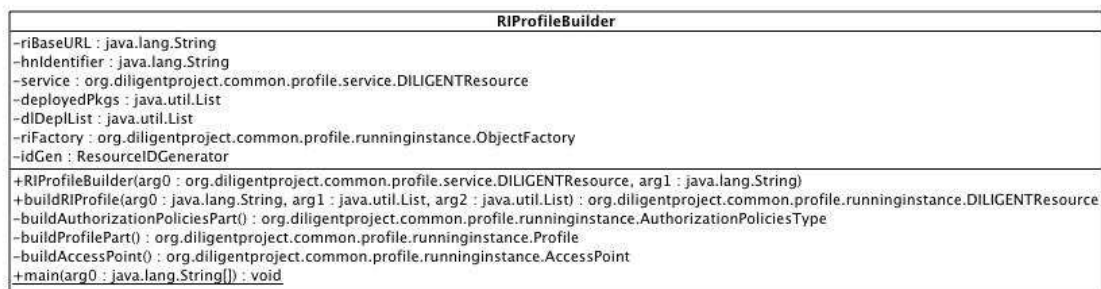 RIProfileBuilder
-riBaseURL : java.lang.String
-hnIdentifier : java.lang.String
-service : org.diligentproject.common.profile.service.DILIGENTResource
-deployedPkgs : java.util.List
-dlDeplList : java.util.List
-riFactory : org.diligentproject.common.profile.runninginstance.ObjectFactory
-idGen : ResourceIDGenerator
+RIProfileBuilder(arg0 : org.diligentproject.common.profile.service.DILIGENTResource, arg1 : java.lang.String)
+buildRIProfile(arg0 : java.lang.String, arg1 : java.util.List, arg2 : java.util.List) : org.diligentproject.common.profile.runninginstance.DILIGENTResource
-buildAuthorizationPoliciesPart() : org.diligentproject.common.profile.runninginstance.AuthorizationPoliciesType
-buildProfilePart() : org.diligentproject.common.profile.runninginstance.Profile
-buildAccessPoint() : org.diligentproject.common.profile.runninginstance.AccessPoint
+main(arg0 : java.lang.String[]) : void